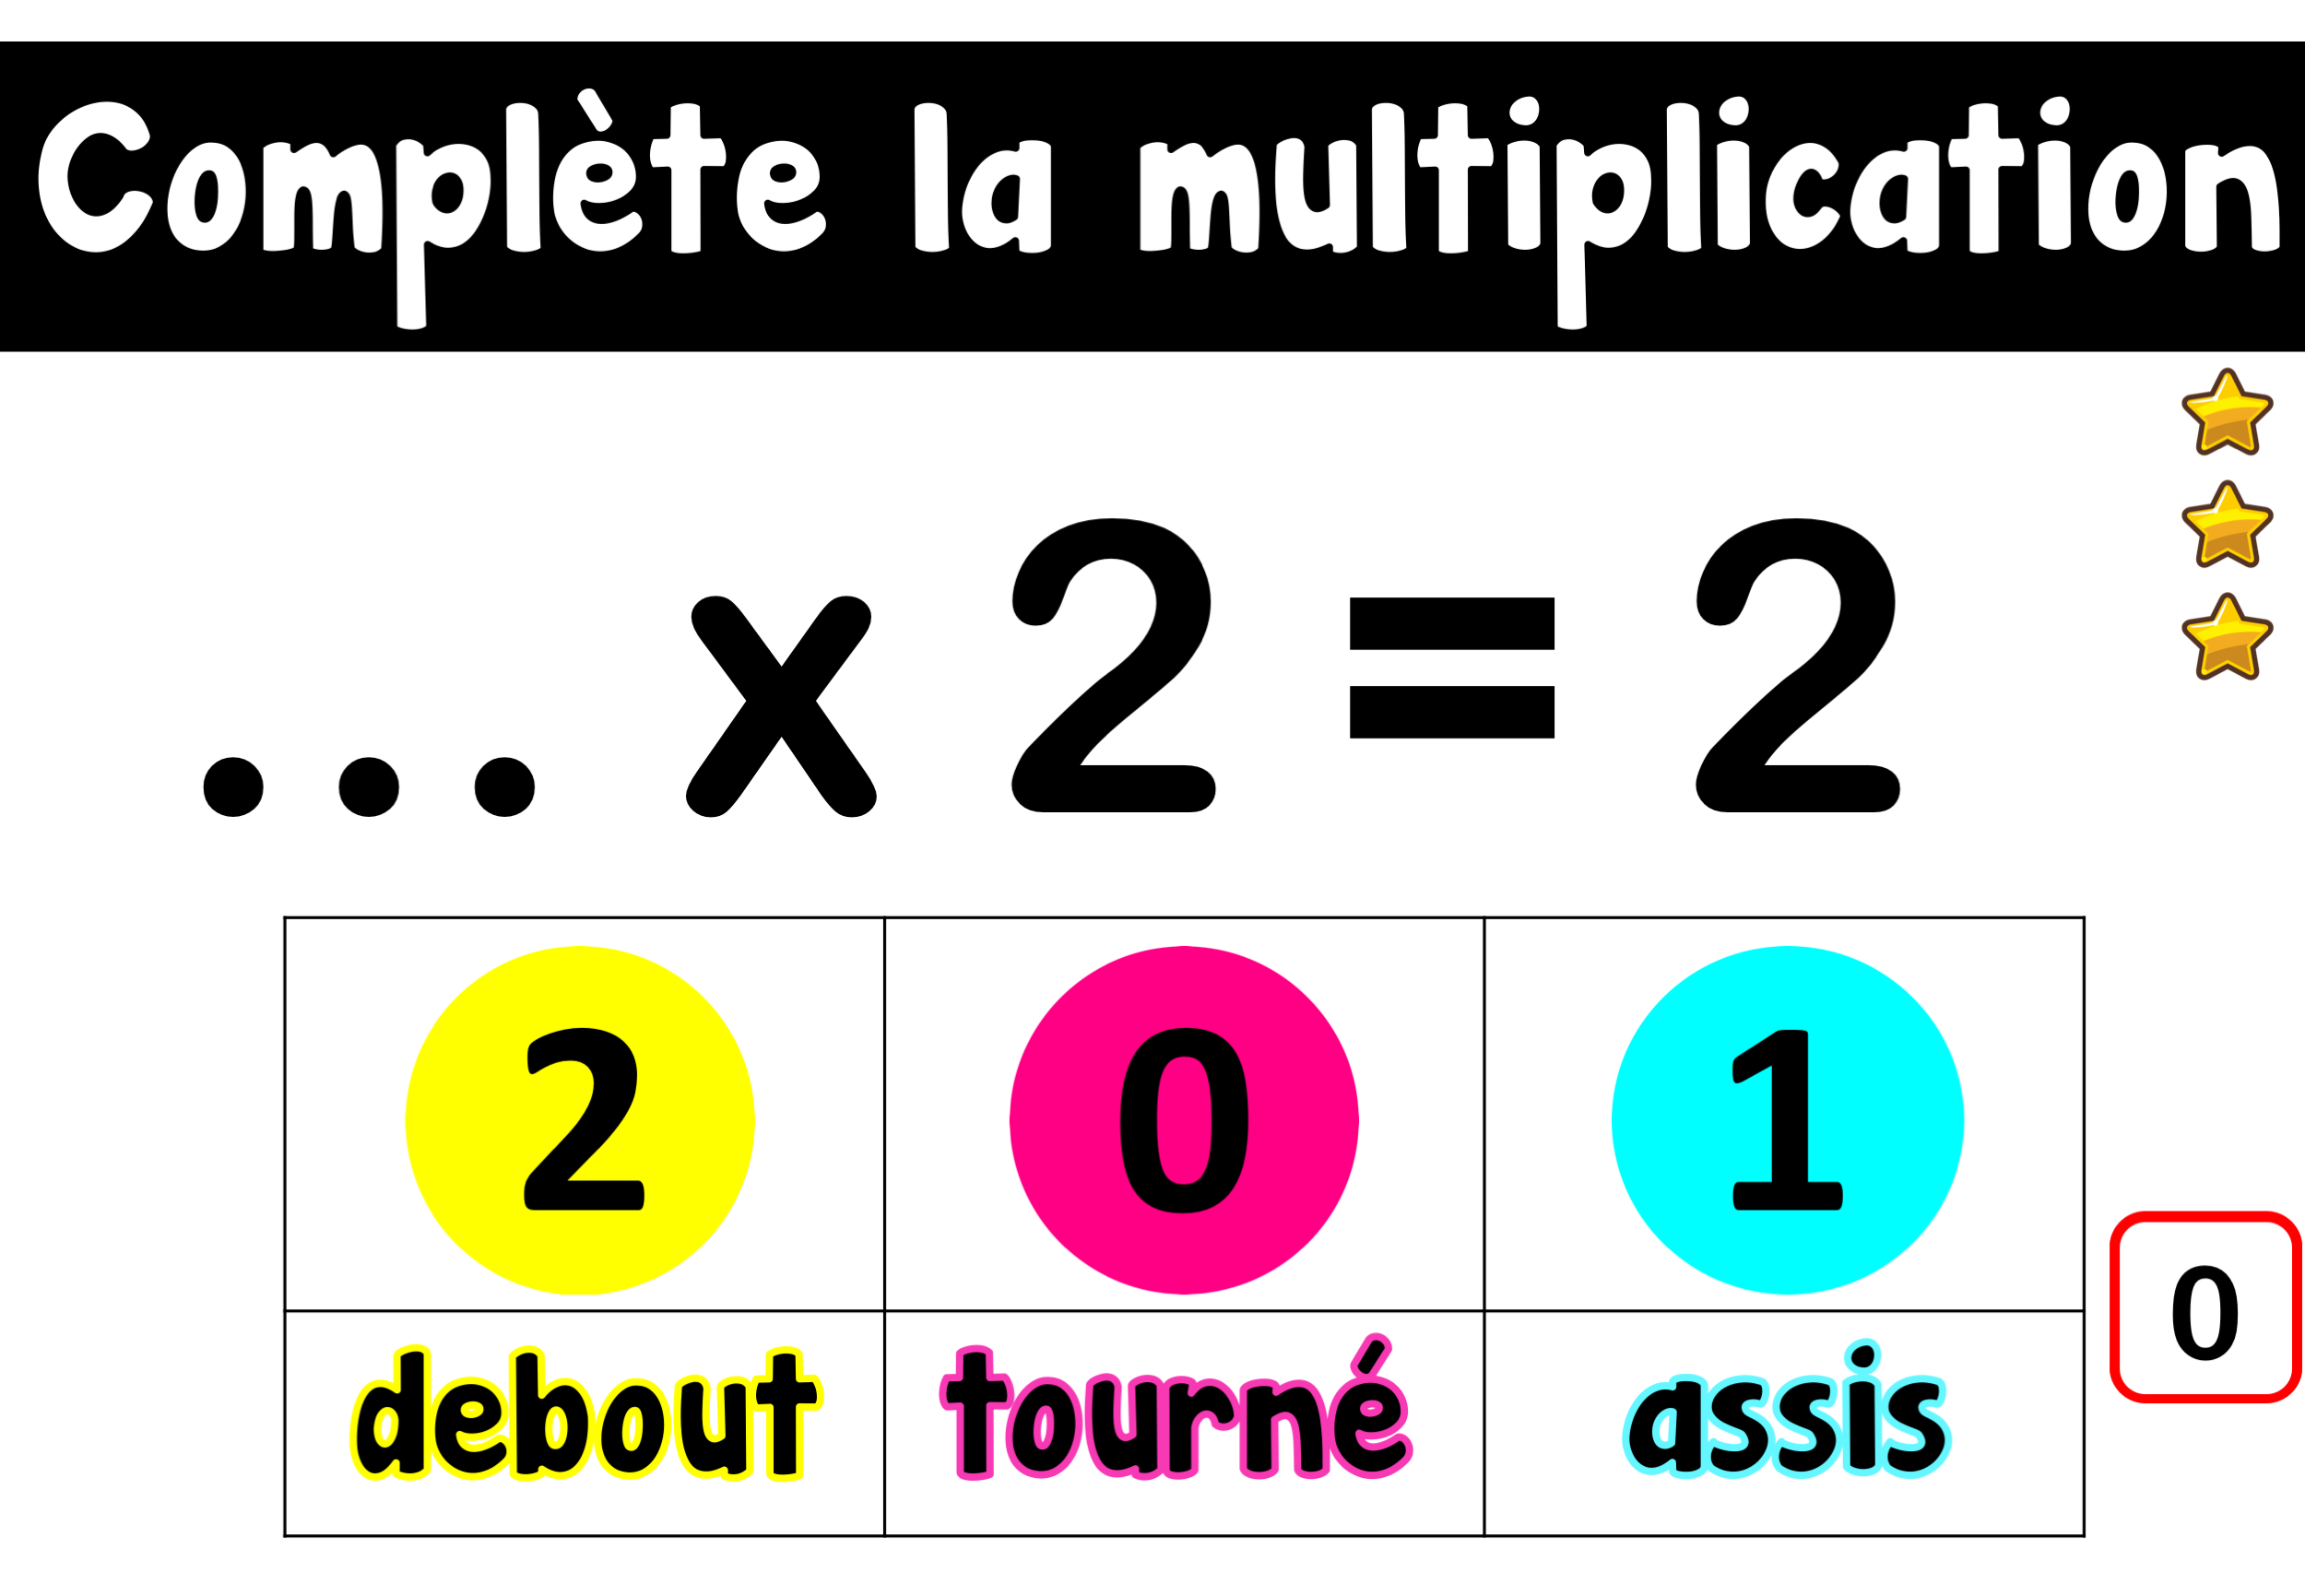 Complète la multiplication
... x 2 = 2
2 0 1
0
debout tourné assis